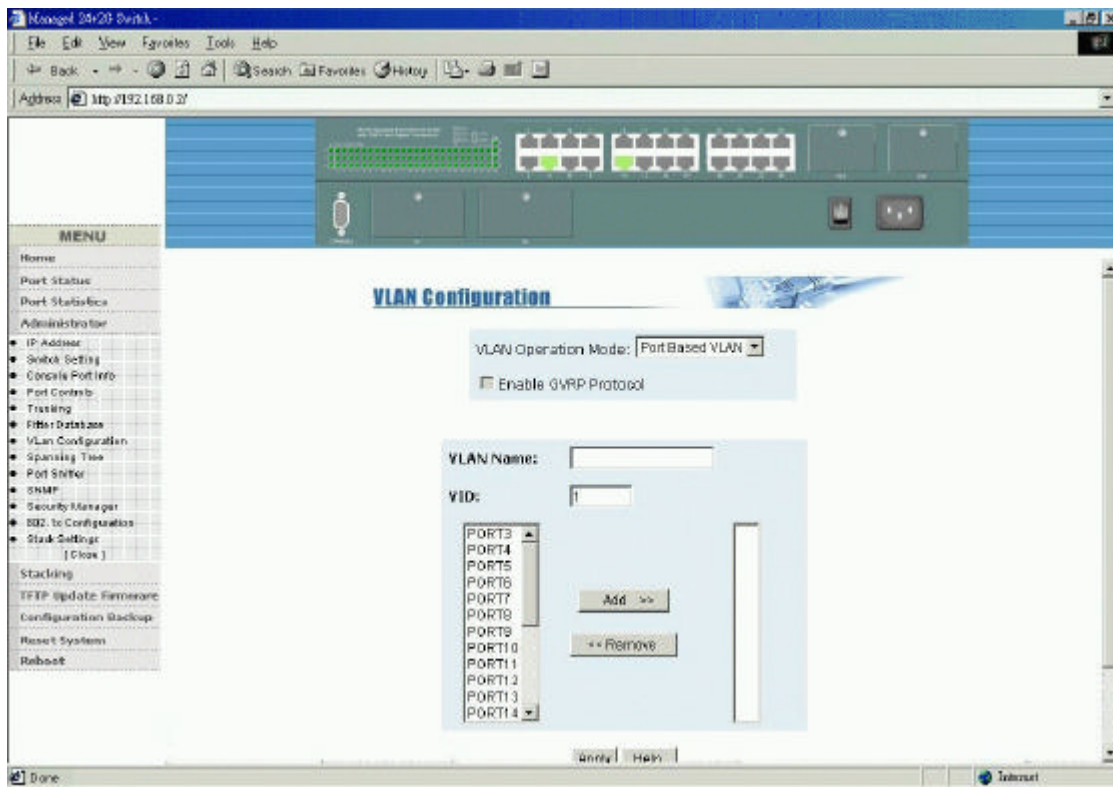 Managed 24+2G Switch -
File Edit View Favorites Tools Help
Back Search Favorites History
Address http://192.168.0.2/
MENU
Home
Port Status
Port Statistics
Administrator
IP Address
Switch Setting
Console Port Info
Port Controls
Trunking
Filter Database
VLan Configuration
Spanning Tree
Port Sniffer
SNMP
Security Manager
802.1x Configuration
Stack Settings
[ Close ]
Stacking
TFTP Update Firmware
Configuration Backup
Reset System
Reboot
VLAN Configuration
VLAN Operation Mode: Port Based VLAN
Enable GVRP Protocol
VLAN Name:
VID: 1
PORT3
PORT4
PORT5
PORT6
PORT7
PORT8
PORT9
PORT10
PORT11
PORT12
PORT13
PORT14
Add >>
<< Remove
Apply Help
Done
Internet